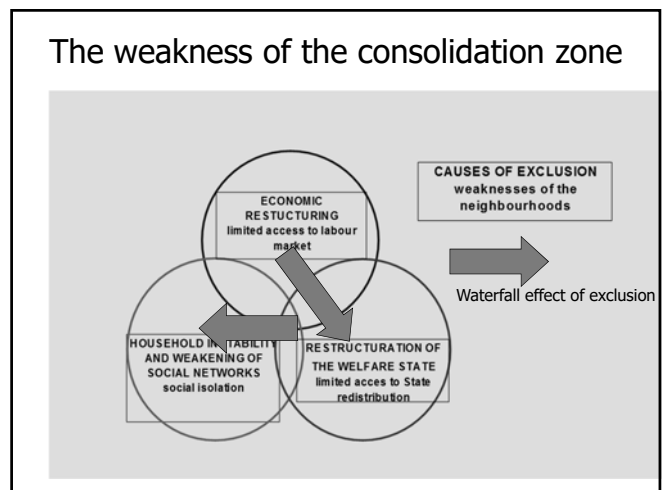 The weakness of the consolidation zone
CAUSES OF EXCLUSION
weaknesses of the
neighbourhoods
ECONOMIC
RESTUCTURING
limited access to labour
market
Waterfall effect of exclusion
HOUSEHOLD
AND WEAKENING OF
SOCIAL NETWORKS
social isolation
RESTRUCTURATION OF
THE WELFARE STATE
limited acces to State
redistribution